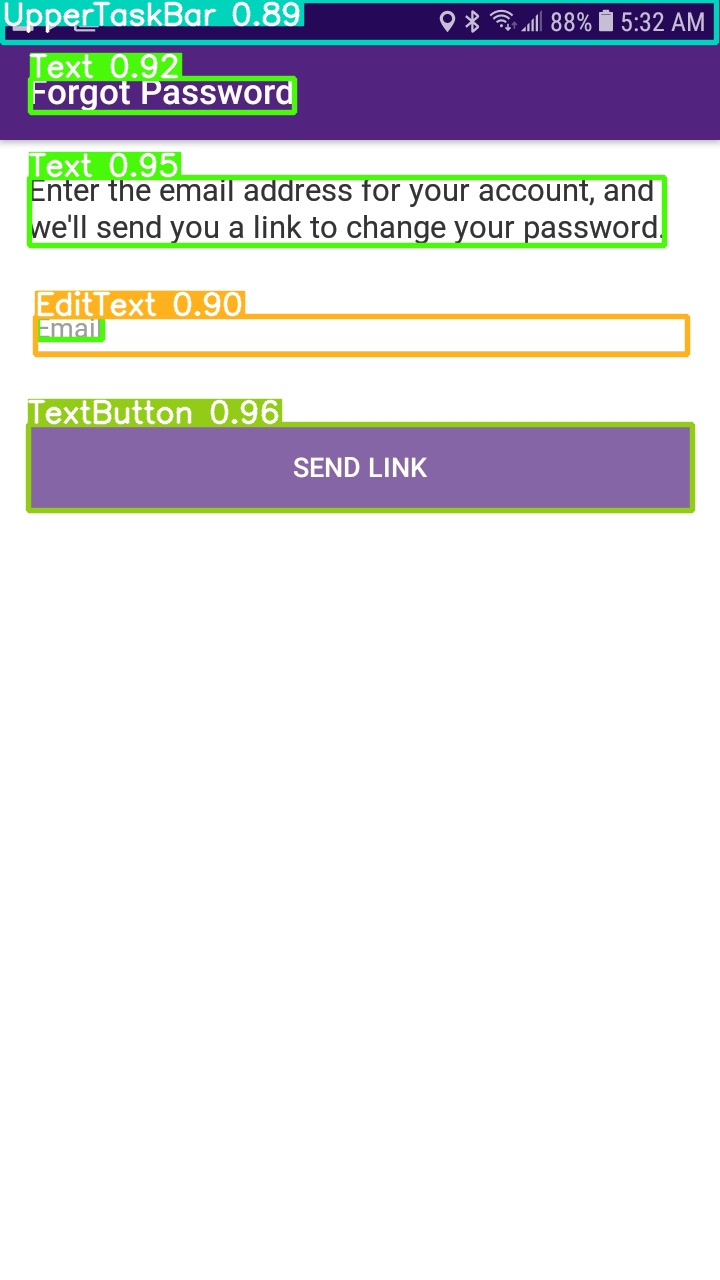 UpperTaskBar 0.89
88% 5:32 AM
Text 0.92
Forgot Password
Text 0.95
Enter the email address for your account, and
we'll send you a link to change your password.
EditText 0.90
Email
TextButton 0.96
SEND LINK